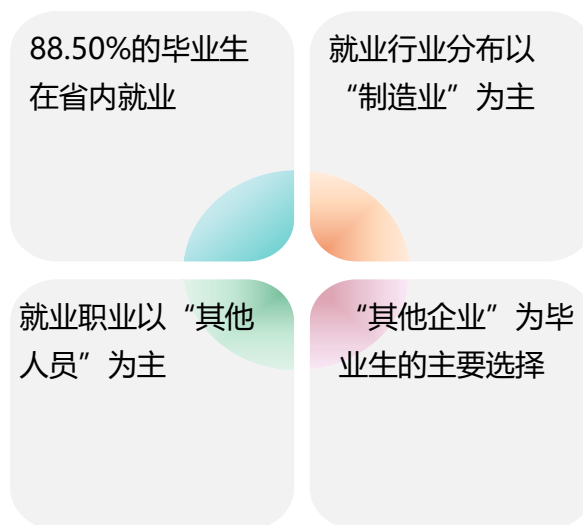 88.50%的毕业生
在省内就业
就业行业分布以
“制造业”为主
就业职业以“其他
人员”为主
“其他企业”为毕
业生的主要选择